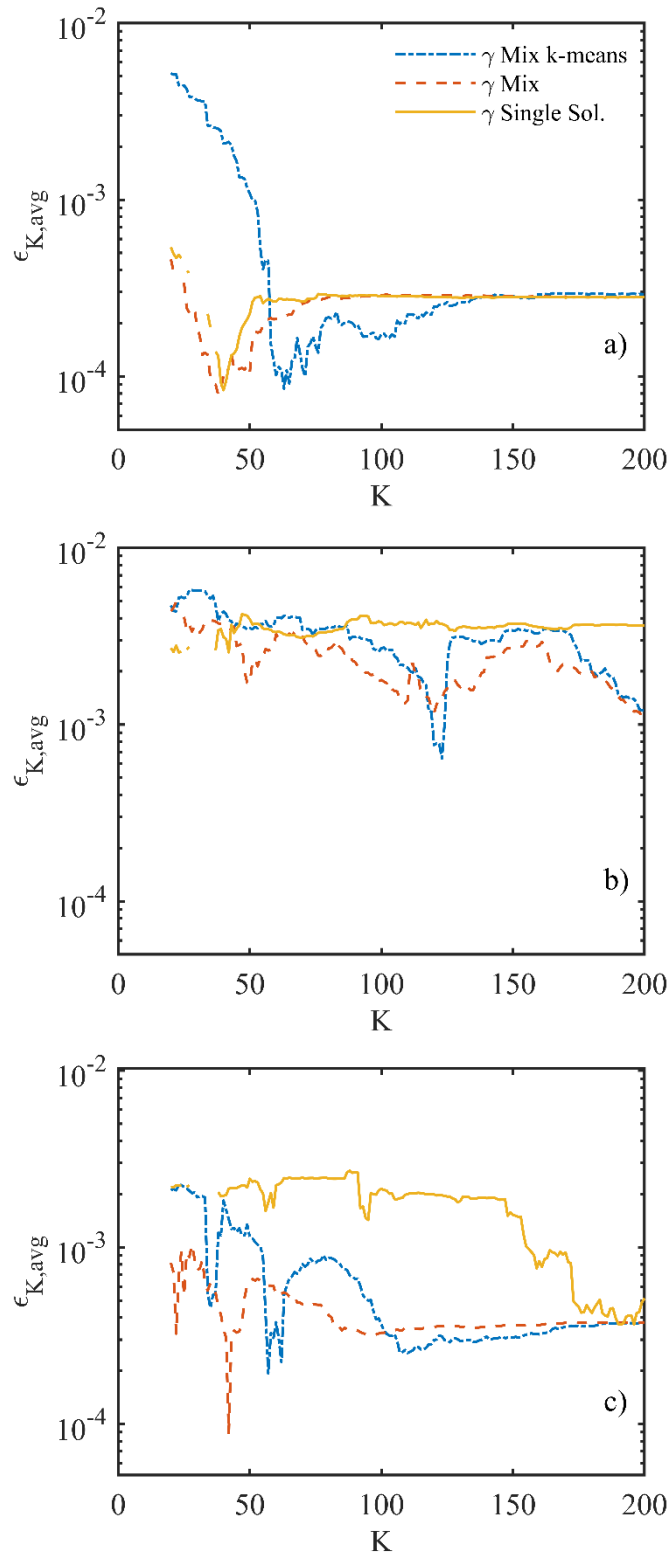 10^-2
γ Mix k-means
γ Mix
γ Single Sol.
10^-3
ϵ_K,avg
10^-4
a)
0 50 100 150 200
K
10^-2
10^-3
ϵ_K,avg
10^-4
b)
0 50 100 150 200
K
10^-2
10^-3
ϵ_K,avg
10^-4
c)
0 50 100 150 200
K